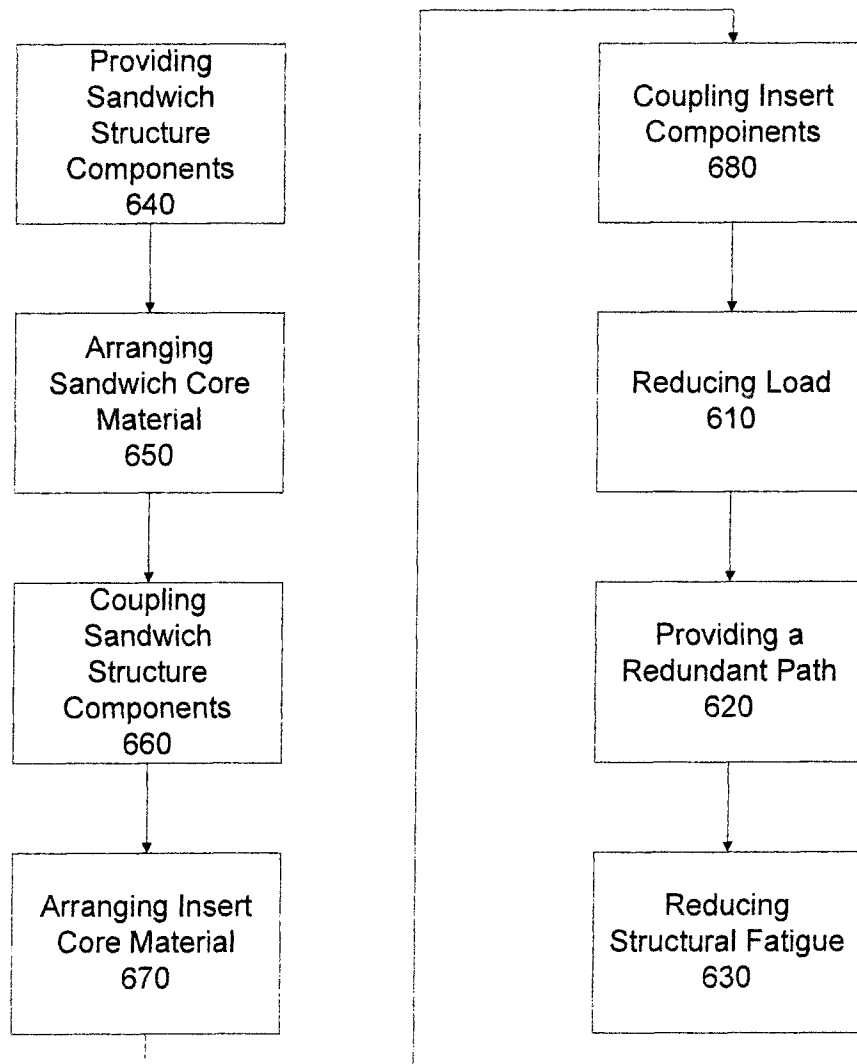 Providing
Sandwich
Structure
Components
640
Arranging
Sandwich Core
Material
650
Coupling
Sandwich
Structure
Components
660
Arranging Insert
Core Material
670
Coupling Insert
Compoinents
680
Reducing Load
610
Providing a
Redundant Path
620
Reducing
Structural Fatigue
630